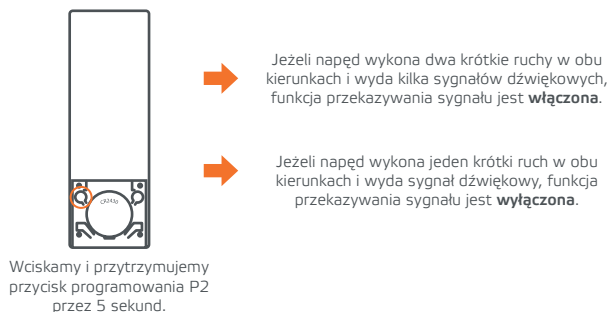 Jeżeli napęd wykona dwa krótkie ruchy w obu
kierunkach i wyda kilka sygnałów dźwiękowych,
funkcja przekazywania sygnału jest włączona.
Jeżeli napęd wykona jeden krótki ruch w obu
kierunkach i wyda sygnał dźwiękowy, funkcja
przekazywania sygnału jest wyłączona.
CR2430
Wciskamy i przytrzymujemy
przycisk programowania P2
przez 5 sekund.